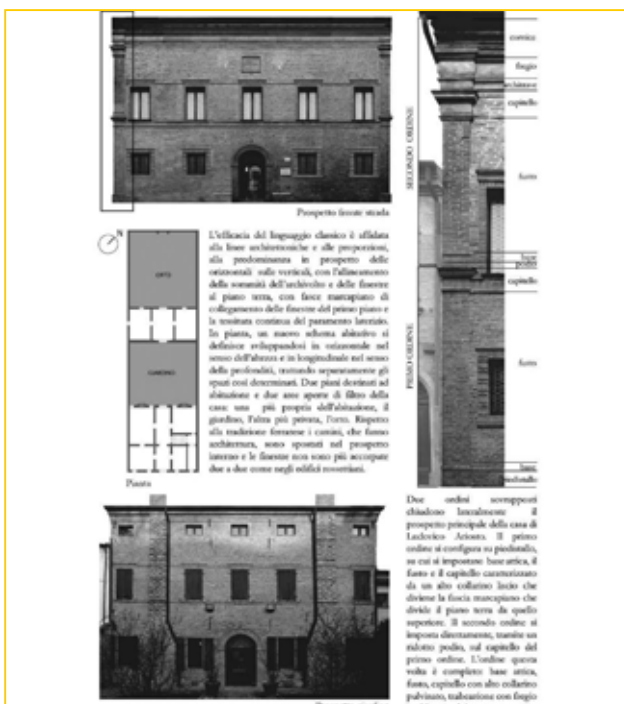 cornice
fregio
architrave
capitello
fusto
base
podio
capitello
fusto
base
piedistallo
SECONDO ORDINE
PRIMO ORDINE
Prospetto fronte strada
N
ORTO
GIARDINO
Pianta
L'efficacia del linguaggio classico è affidata
alla linee architettoniche e alle proporzioni,
alla predominanza in prospetto delle
orizzontali sulle verticali, con l'allineamento
della sommità dell'archivolto e delle finestre
al piano terra, con fasce marcapiano di
collegamento delle finestre del primo piano e
la tessitura continua del paramento laterizio.
In pianta, un nuovo schema abitativo si
definisce sviluppandosi in orizzontale nel
senso dell'altezza e in longitudinale nel senso
della profondità, trattando separatamente gli
spazi così determinati. Due piani destinati ad
abitazione e due aree aperte di filtro della
casa: una più propria dell'abitazione, il
giardino, l'altra più privata, l'orto. Rispetto
alla tradizione ferrarese i camini, che fanno
architettura, sono spostati nel prospetto
interno e le finestre non sono più accorpate
due a due come negli edifici rossettiani.
Due ordini sovrapposti
chiudono lateralmente il
prospetto principale della casa di
Ludovico Ariosto. Il primo
ordine si configura su piedistallo,
su cui si impostano base attica, il
fusto e il capitello caratterizzato
da un alto collarino liscio che
diviene la fascia marcapiano che
divide il piano terra da quello
superiore. Il secondo ordine si
imposta direttamente, tramite un
ridotto podio, sul capitello del
primo ordine. L'ordine questa
volta è completo: base attica,
fusto, capitello con alto collarino
pulvinato, trabeazione con fregio